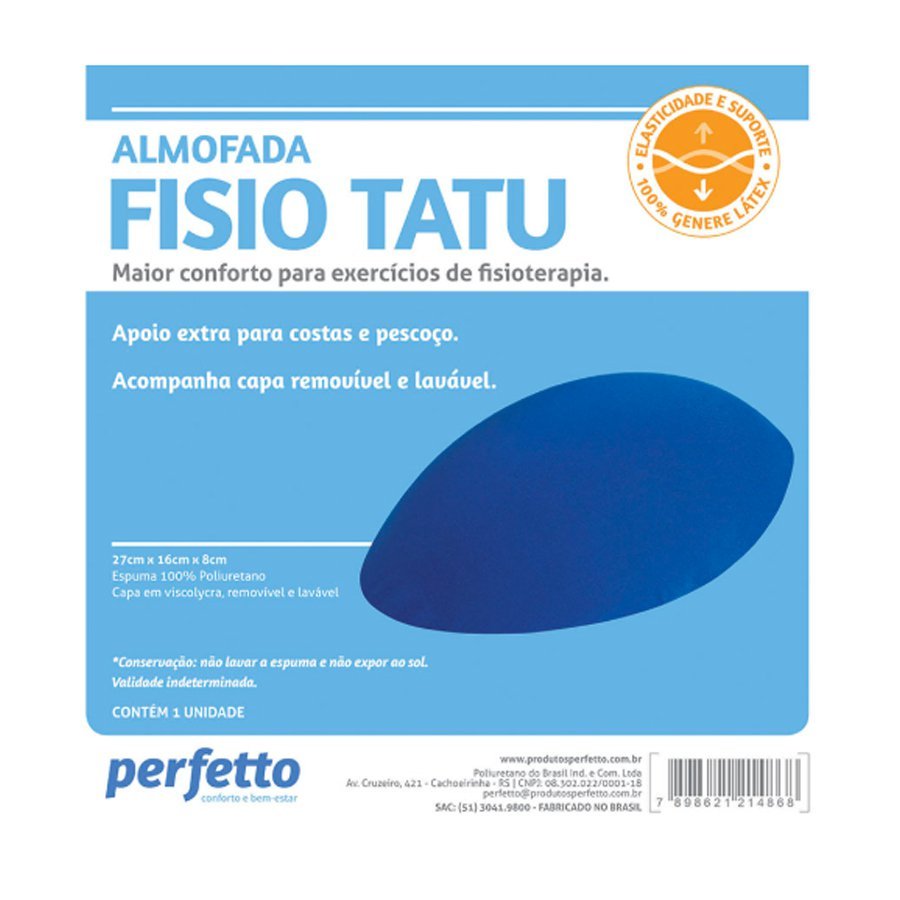 ALMOFADA
FISIO TATU
Maior conforto para exercícios de fisioterapia.
• ELASTICIDADE E SUPORTE •
100% GENERE LÁTEX
Apoio extra para costas e pescoço.
Acompanha capa removível e lavável.
27cm x 16cm x 8cm
Espuma 100% Poliuretano
Capa em viscolycra, removível e lavável
*Conservação: não lavar a espuma e não expor ao sol.
Validade indeterminada.
CONTÉM 1 UNIDADE
perfetto
conforto e bem-estar
www.produtosperfetto.com.br
Poliuretano do Brasil Ind. e Com. Ltda
Av. Cruzeiro, 421 - Cachoeirinha - RS | CNPJ: 08.302.022/0001-18
perfetto@produtosperfetto.com.br
SAC: (51) 3041.9800 - FABRICADO NO BRASIL
7 898621 214868